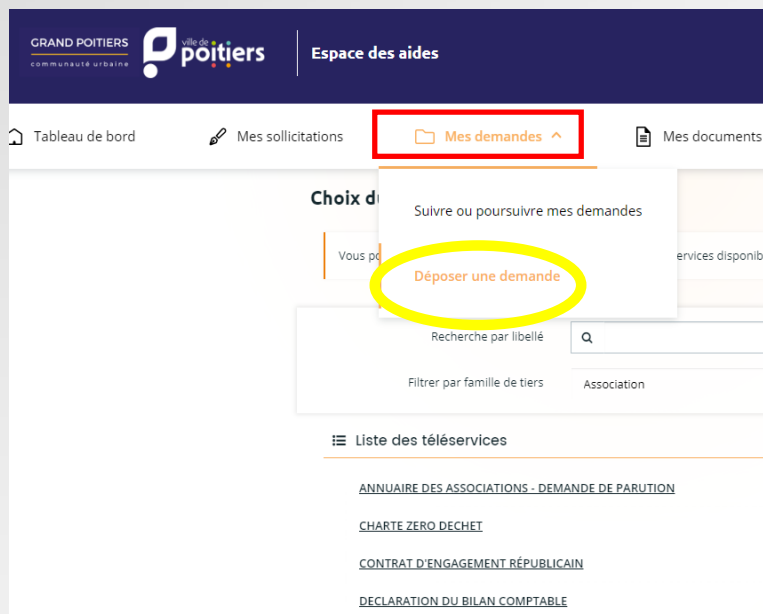 GRAND POITIERS
communauté urbaine
ville de
poitiers
Espace des aides
Tableau de bord
Mes sollicitations
Mes demandes
Mes documents
Choix d
Suivre ou poursuivre mes demandes
Vous
ervices disponib
Déposer une demande
Recherche par libellé
Filtrer par famille de tiers
Association
Liste des téléservices
ANNUAIRE DES ASSOCIATIONS - DEMANDE DE PARUTION
CHARTE ZERO DECHET
CONTRAT D'ENGAGEMENT RÉPUBLICAIN
DECLARATION DU BILAN COMPTABLE